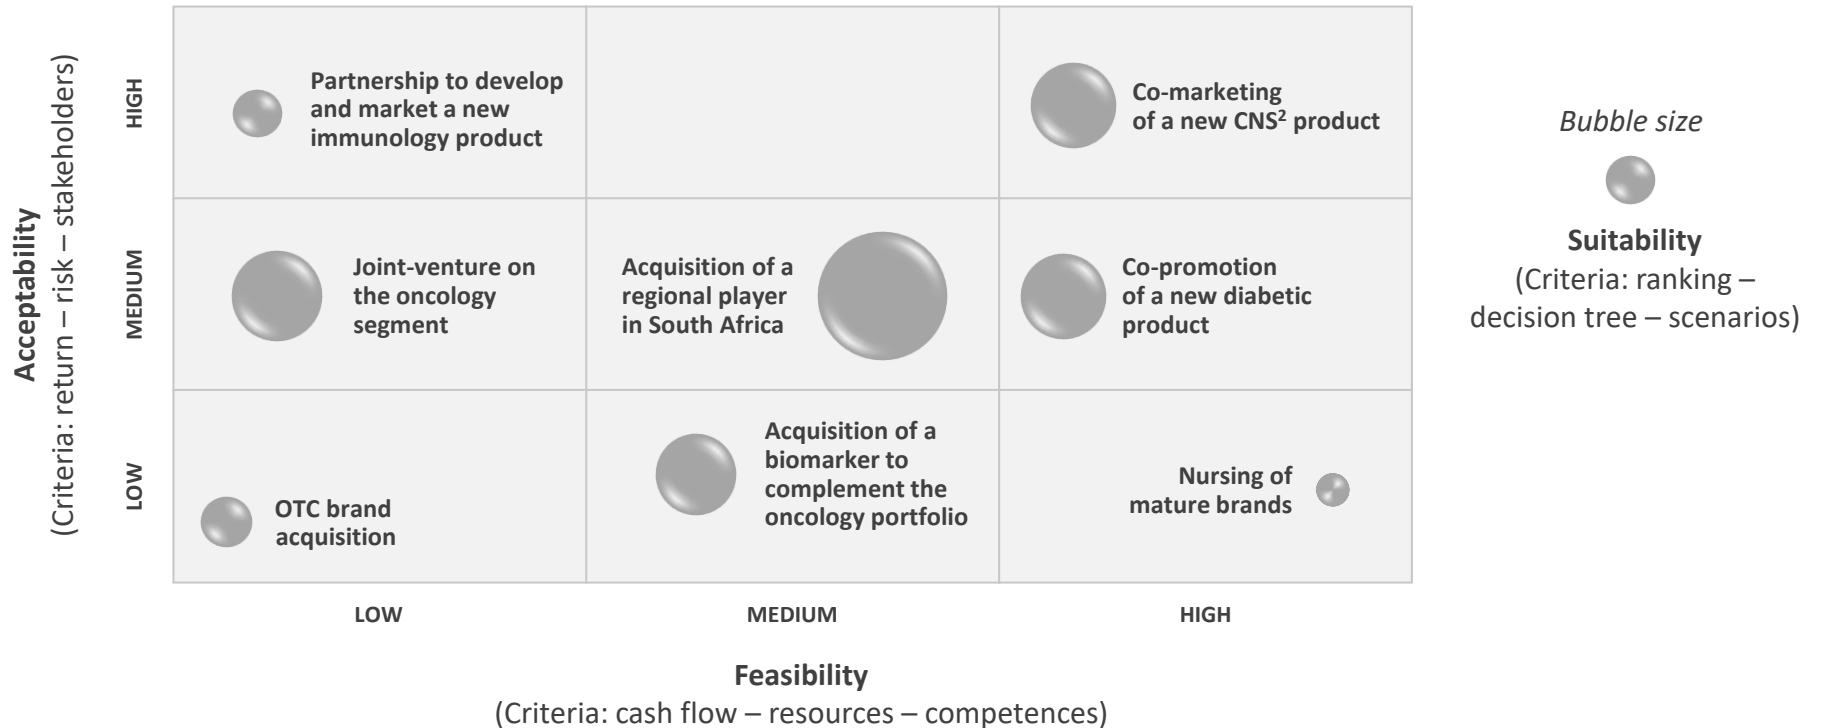 Acceptability
(Criteria: return – risk – stakeholders)
HIGH
MEDIUM
LOW
Partnership to develop
and market a new
immunology product
Co-marketing
of a new CNS² product
Joint-venture on
the oncology
segment
Acquisition of a
regional player
in South Africa
Co-promotion
of a new diabetic
product
OTC brand
acquisition
Acquisition of a
biomarker to
complement the
oncology portfolio
Nursing of
mature brands
LOW
MEDIUM
HIGH
Feasibility
(Criteria: cash flow – resources – competences)
Bubble size
Suitability
(Criteria: ranking –
decision tree – scenarios)